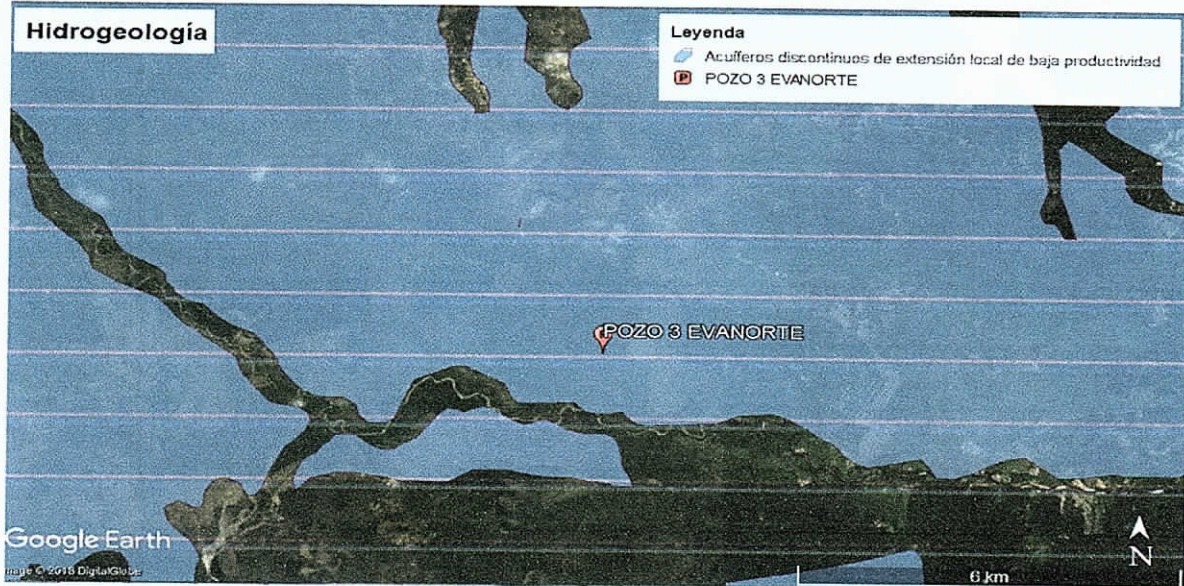 Hidrogeología
Leyenda
Acuíferos discontinuos de extensión local de baja productividad
P POZO 3 EVANORTE
POZO 3 EVANORTE
Google Earth
Image © 2018 DigitalGlobe
N
6 km